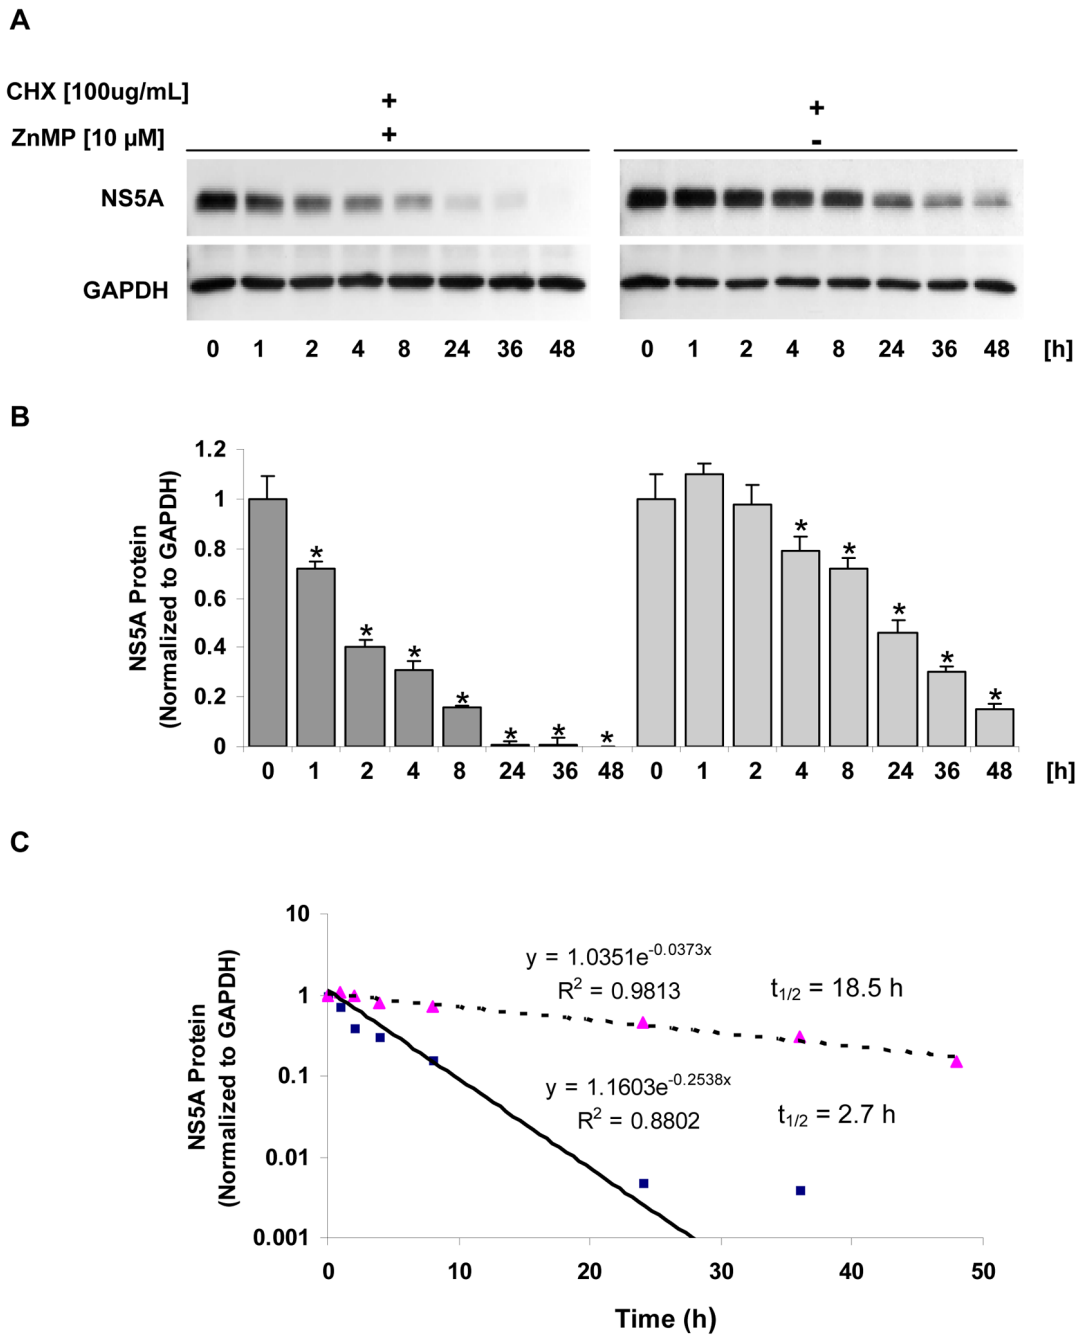 A
CHX [100ug/mL]
+
+
ZnMP [10 µM]
+
-
NS5A
GAPDH
0 1 2 4 8 24 36 48 0 1 2 4 8 24 36 48 [h]
B
NS5A Protein
(Normalized to GAPDH)
1.2
1
0.8
0.6
0.4
0.2
0
* * * * * * * * * * * *
0 1 2 4 8 24 36 48 0 1 2 4 8 24 36 48 [h]
C
NS5A Protein
(Normalized to GAPDH)
10
1
0.1
0.01
0.001
y = 1.0351e-0.0373x
R2 = 0.9813
t1/2 = 18.5 h
y = 1.1603e-0.2538x
R2 = 0.8802
t1/2 = 2.7 h
0 10 20 30 40 50
Time (h)